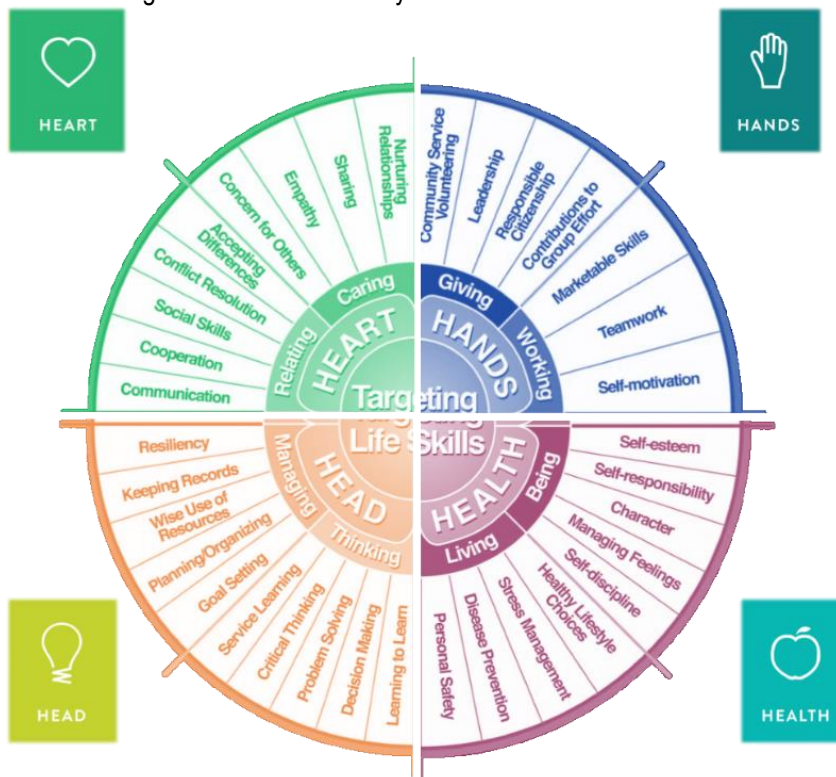 HEART
HANDS
Nurturing
Relationships
Sharing
Empathy
Concern for Others
Accepting
Differences
Conflict Resolution
Social Skills
Cooperation
Communication
Caring
Relating
HEART
Community Service
Volunteering
Leadership
Responsible
Citizenship
Contributions to
Group Effort
Marketable Skills
Teamwork
Self-motivation
Giving
Working
HANDS
Targeting
Life Skills
Resiliency
Keeping Records
Wise Use of
Resources
Planning/Organizing
Goal Setting
Service Learning
Critical Thinking
Problem Solving
Decision Making
Learning to Learn
Managing
Thinking
HEAD
Self-esteem
Self-responsibility
Character
Managing Feelings
Self-discipline
Healthy Lifestyle
Choices
Stress Management
Disease Prevention
Personal Safety
Being
Living
HEALTH
HEAD
HEALTH